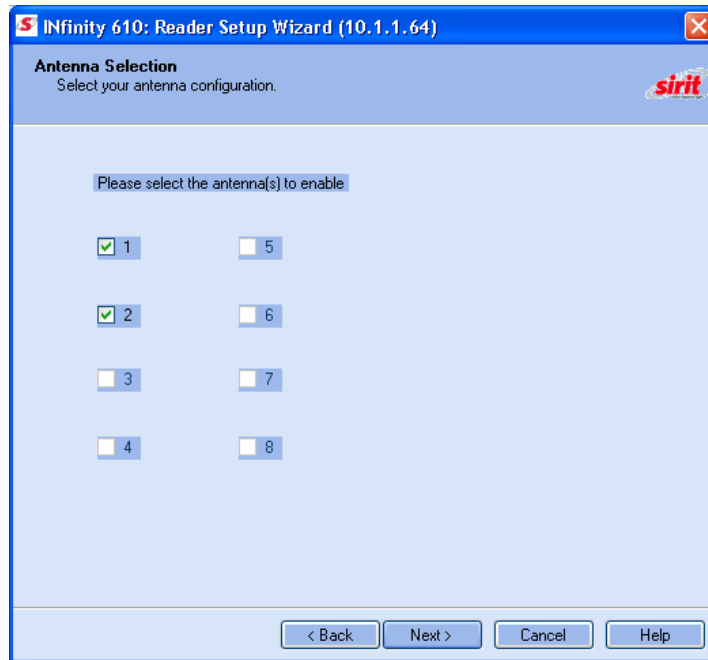 INfinity 610: Reader Setup Wizard (10.1.1.64)
Antenna Selection
Select your antenna configuration.
sirit
Please select the antenna(s) to enable
1 5
2 6
3 7
4 8
< Back Next > Cancel Help